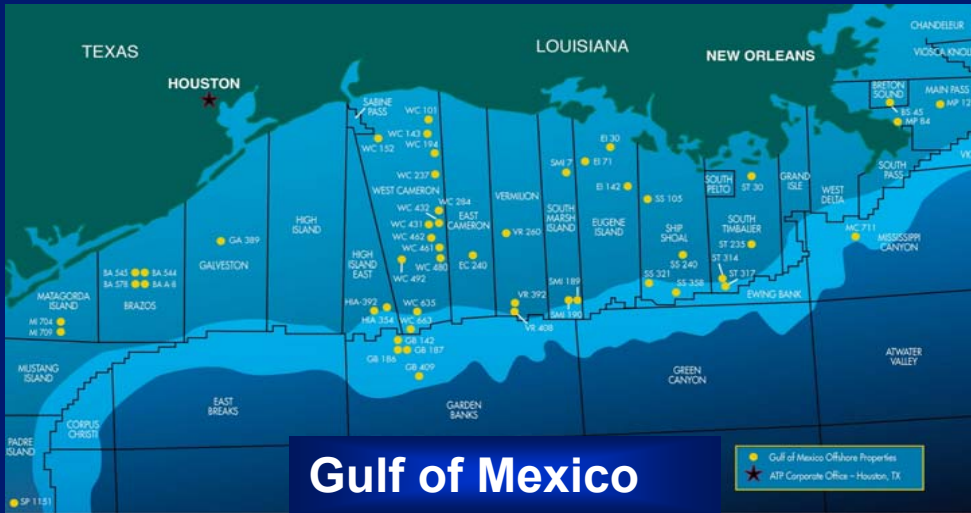 TEXAS
LOUISIANA
HOUSTON
NEW ORLEANS
CHANDELEUR
VIOSCA KNOLL
SABINE
PASS
BRETON
SOUND
MAIN PASS
MP 12
BS 45
MP 84
WC 101
WC 143
WC 152
WC 194
WC 237
WEST CAMERON
WC 284
WC 432
WC 431
WC 462
WC 461
WC 480
WC 492
EAST
CAMERON
EC 240
VERMILION
VR 260
SMI 7
SOUTH
MARSH
ISLAND
EI 30
EI 71
EI 142
EUGENE
ISLAND
SS 105
SHIP
SHOAL
SS 240
SS 321
SS 358
SOUTH
PELTO
ST 30
SOUTH
TIMBALIER
ST 235
ST 314
ST 317
GRAND
ISLE
WEST
DELTA
SOUTH
PASS
MC 711
MISSISSIPPI
CANYON
EWING BANK
HIGH
ISLAND
HIGH
ISLAND
EAST
GA 389
GALVESTON
BA 545
BA 544
BA 578
BA A-8
BRAZOS
MATAGORDA
ISLAND
MI 704
MI 709
HIA-392
HIA 354
WC 635
WC 663
VR 392
VR 408
SMI 189
SMI 190
GB 142
GB 186
GB 187
GB 409
MUSTANG
ISLAND
EAST
BREAKS
GARDEN
BANKS
GREEN
CANYON
ATWATER
VALLEY
CORPUS
CHRISTI
PADRE
ISLAND
SP 1151
Gulf of Mexico
Gulf of Mexico Offshore Properties
ATP Corporate Office – Houston, TX